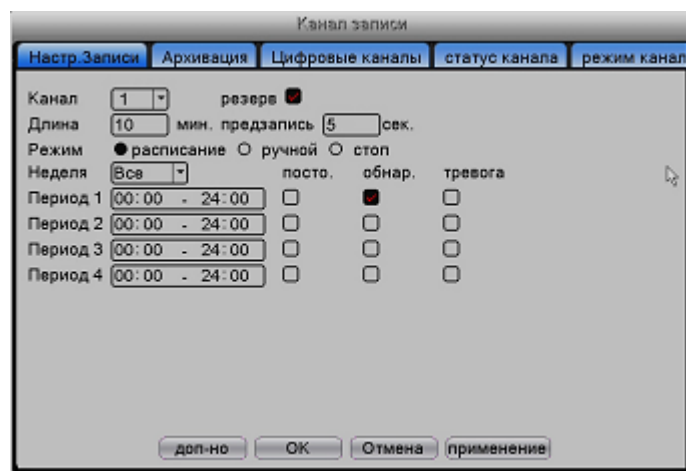 Канал записи
Настр.Записи Архивация Цифровые каналы статус канала режим канал
Канал 1 резерв
Длина 10 мин. предзапись 5 сек.
Режим расписание ручной стоп
Неделя Все посто. обнар. тревога
Период 1 00:00 - 24:00
Период 2 00:00 - 24:00
Период 3 00:00 - 24:00
Период 4 00:00 - 24:00
доп-но OK Отмена применение